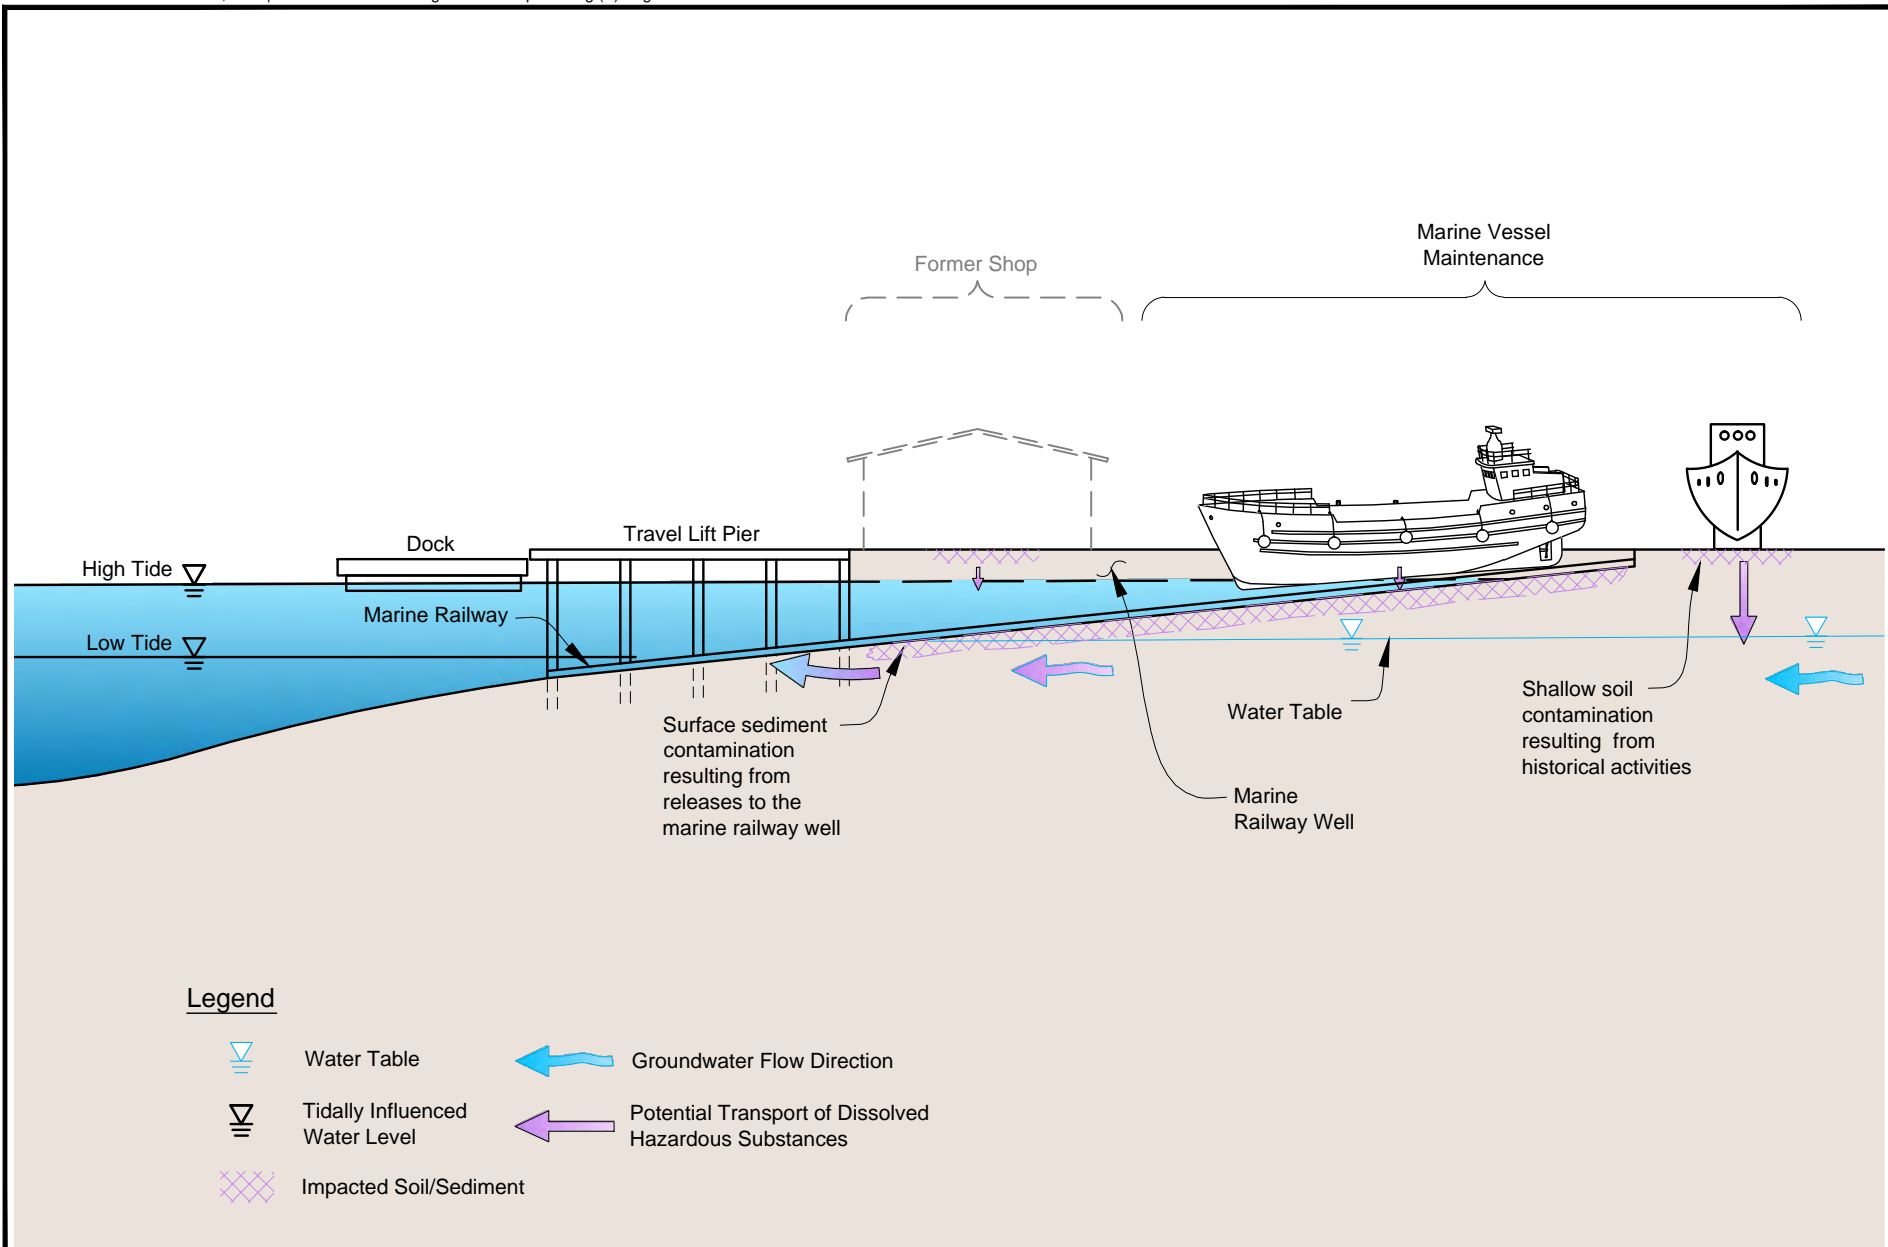 Marine Vessel
Maintenance
Former Shop
Travel Lift Pier
Dock
High Tide
Marine Railway
Low Tide
Surface sediment
contamination
resulting from
releases to the
marine railway well
Water Table
Marine
Railway Well
Shallow soil
contamination
resulting from
historical activities
Legend
Water Table
Groundwater Flow Direction
Tidally Influenced
Water Level
Potential Transport of Dissolved
Hazardous Substances
Impacted Soil/Sediment